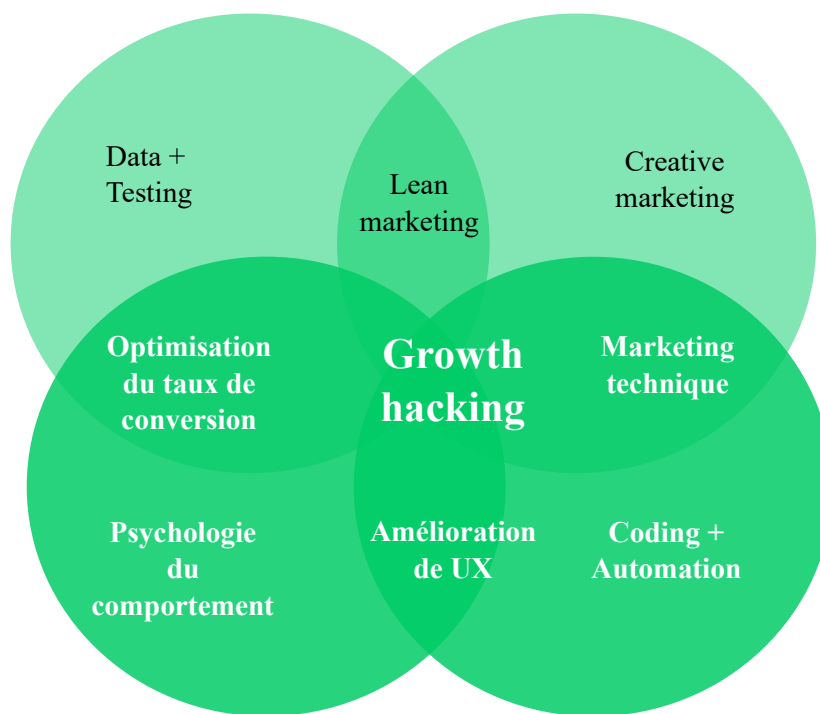 Data +
Testing
Lean
marketing
Creative
marketing
Optimisation
du taux de
conversion
Growth
hacking
Marketing
technique
Psychologie
du
comportement
Amélioration
de UX
Coding +
Automation